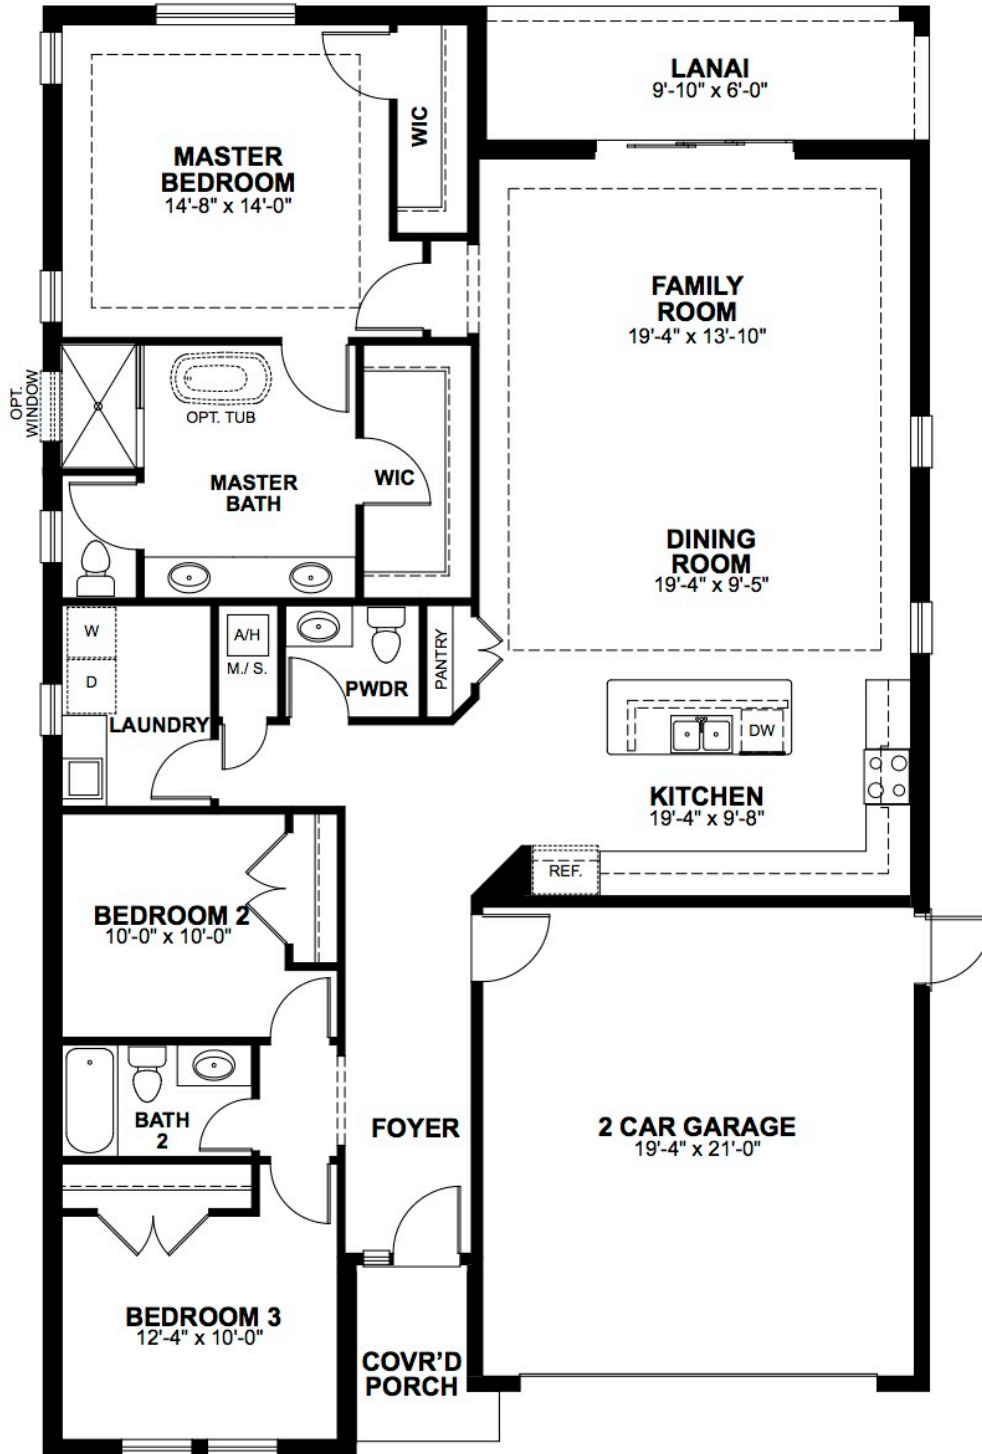 LANAI
9'-10" x 6'-0"
WIC
MASTER
BEDROOM
14'-8" x 14'-0"
FAMILY
ROOM
19'-4" x 13'-10"
OPT.
WINDOW
OPT. TUB
MASTER
BATH
WIC
DINING
ROOM
19'-4" x 9'-5"
W
D
LAUNDRY
A/H
M./ S.
PWDR
PANTRY
DW
KITCHEN
19'-4" x 9'-8"
REF.
BEDROOM 2
10'-0" x 10'-0"
BATH
2
FOYER
2 CAR GARAGE
19'-4" x 21'-0"
BEDROOM 3
12'-4" x 10'-0"
COVR'D
PORCH